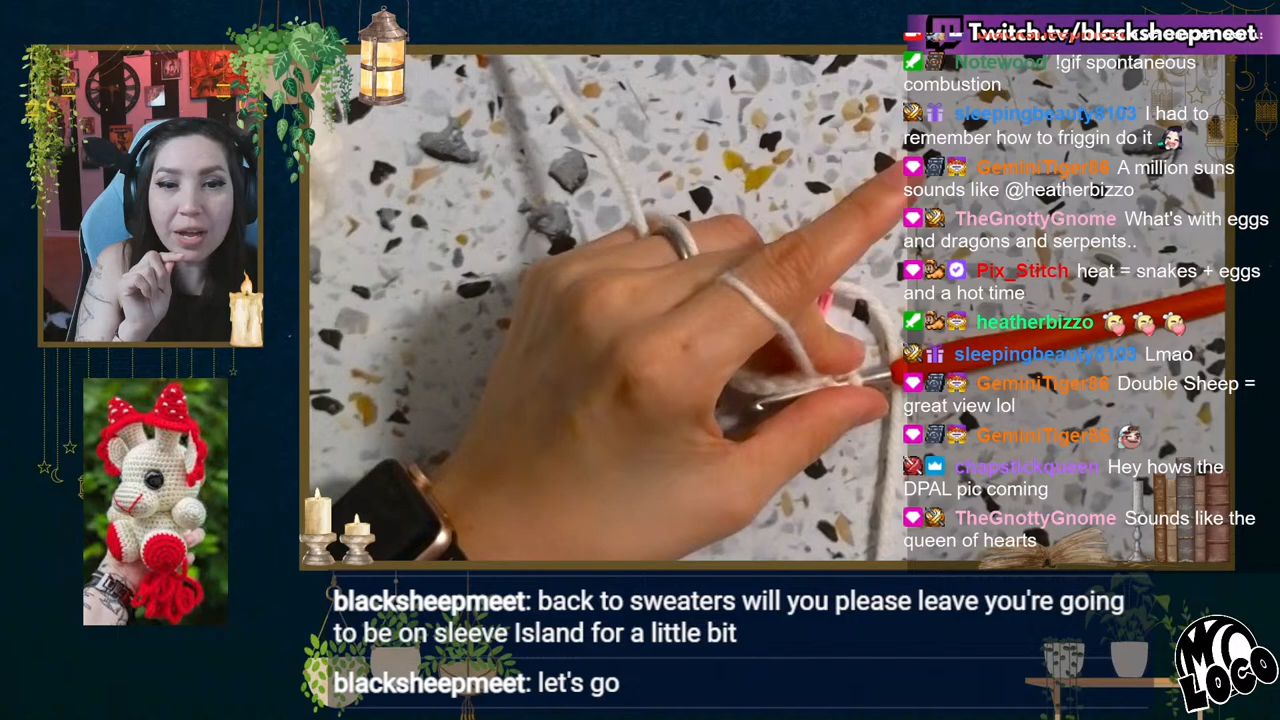 Twitch.tv/blacksheepmeet
Notewood !gif spontaneous
combustion
sleepingbeauty8103 I had to
remember how to friggin do it
GeminiTiger86 A million suns
sounds like @heatherbizzo
TheGnottyGnome What's with eggs
and dragons and serpents..
Pix_Stitch heat = snakes + eggs
and a hot time
heatherbizzo
sleepingbeauty8103 Lmao
GeminiTiger86 Double Sheep =
great view lol
GeminiTiger86
chapstickqueen Hey hows the
DPAL pic coming
TheGnottyGnome Sounds like the
queen of hearts
blacksheepmeet: back to sweaters will you please leave you're going
to be on sleeve Island for a little bit
blacksheepmeet: let's go
MC
LOCO